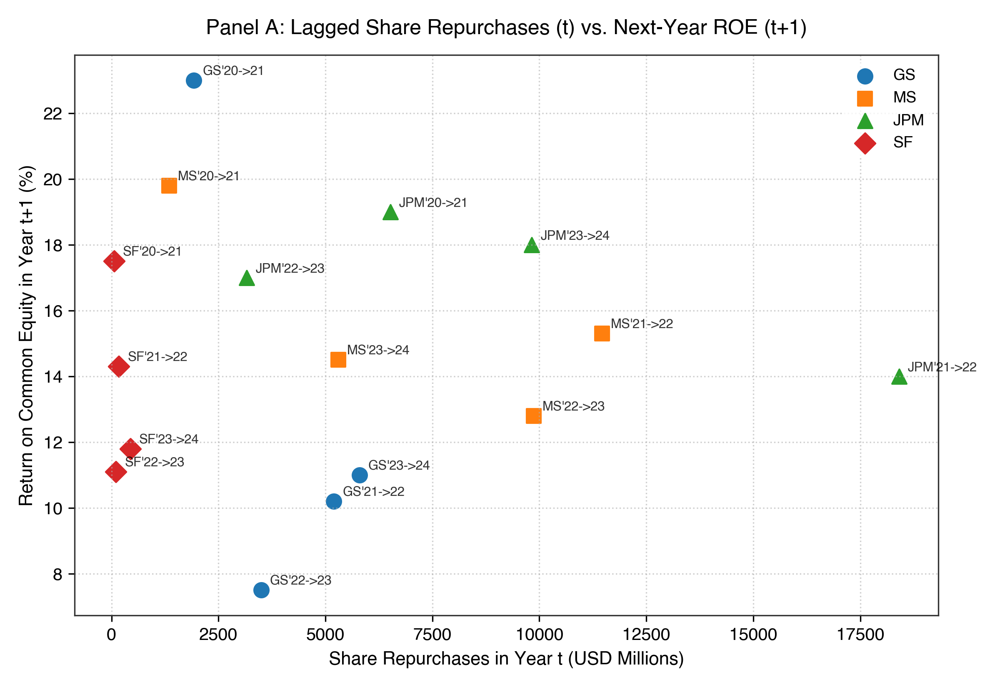 Panel A: Lagged Share Repurchases (t) vs. Next-Year ROE (t+1)
GS'20->21
GS
MS
JPM
SF
22
MS'20->21
20
JPM'20->21
JPM'23->24
18
SF'20->21
JPM'22->23
16
MS'21->22
MS'23->24
SF'21->22
JPM'21->22
14
MS'22->23
SF'23->24
12
SF'22->23
GS'23->24
GS'21->22
10
GS'22->23
8
Return on Common Equity in Year t+1 (%)
0 2500 5000 7500 10000 12500 15000 17500
Share Repurchases in Year t (USD Millions)